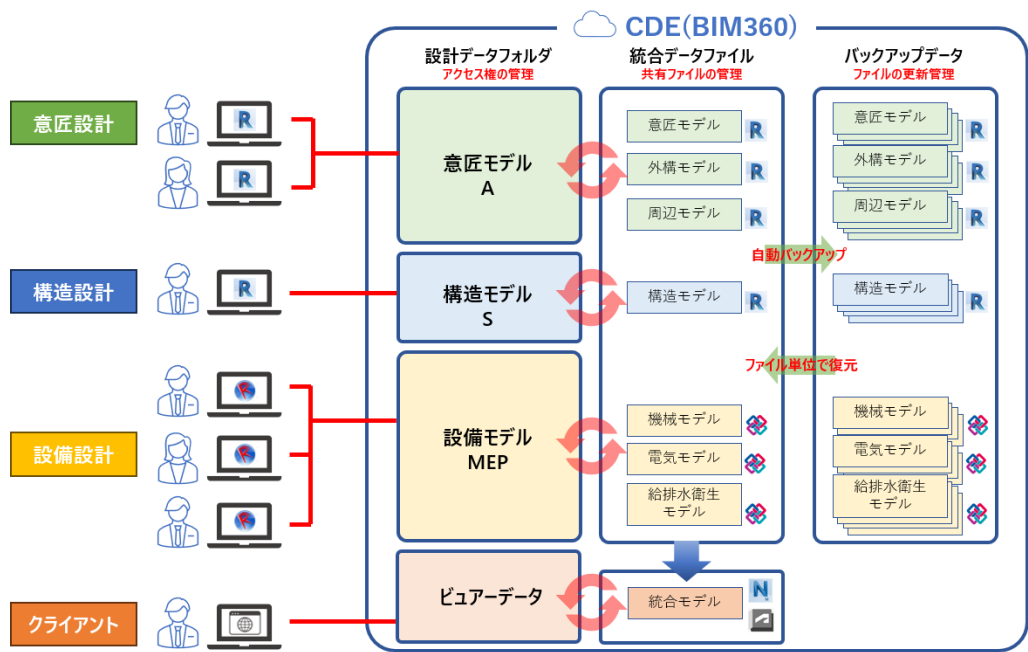 CDE(BIM360)
設計データフォルダ
アクセス権の管理
統合データファイル
共有ファイルの管理
バックアップデータ
ファイルの更新管理
意匠設計
R
R
意匠モデル
A
意匠モデル
R
外構モデル
R
周辺モデル
R
意匠モデル
R
外構モデル
R
周辺モデル
R
自動バックアップ
構造設計
R
構造モデル
S
構造モデル
R
構造モデル
R
ファイル単位で復元
設備設計
R
R
R
設備モデル
MEP
機械モデル
電気モデル
給排水衛生
モデル
機械モデル
電気モデル
給排水衛生
モデル
クライアント
ビュアーデータ
統合モデル
N